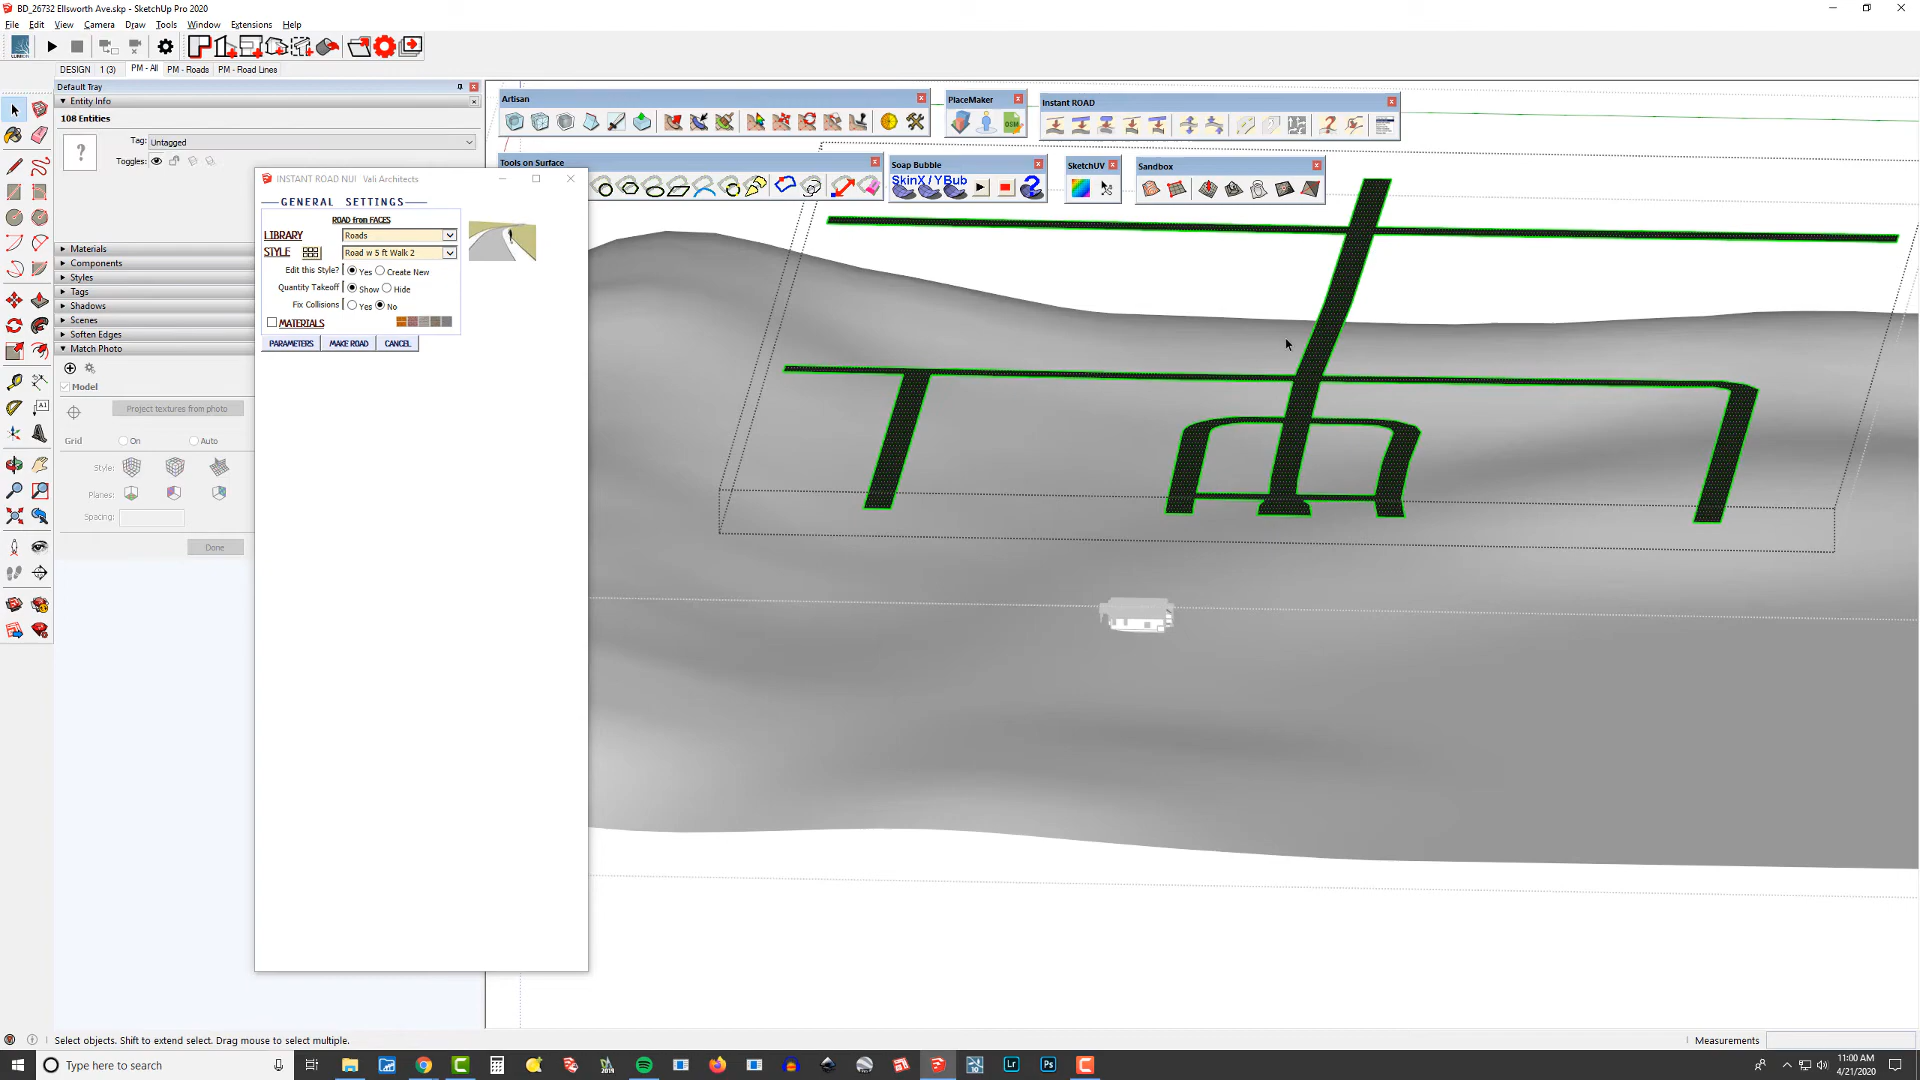 BD_26732 Ellsworth Ave.skp - SketchUp Pro 2020
File Edit View Camera Draw Tools Window Extensions Help
DESIGN 1 (3) PM - All PM - Roads PM - Road Lines
Default Tray
Entity Info
108 Entities
Tag: Untagged
Toggles:
Materials
Components
Styles
Tags
Shadows
Scenes
Soften Edges
Match Photo
Model
Project textures from photo
Grid On Auto
Style:
Planes:
Spacing:
Done
INSTANT ROAD NUI Vali Architects
GENERAL SETTINGS
ROAD from FACES
LIBRARY Roads
STYLE Road w 5 ft Walk 2
Edit this Style? Yes Create New
Quantity Takeoff Show Hide
Fix Collisions Yes No
MATERIALS
PARAMETERS MAKE ROAD CANCEL
Artisan
PlaceMaker
Instant ROAD
Tools on Surface
Soap Bubble
SkinX / YBub
SketchUV
Sandbox
Select objects. Shift to extend select. Drag mouse to select multiple.
Measurements
Type here to search
11:00 AM
4/21/2020